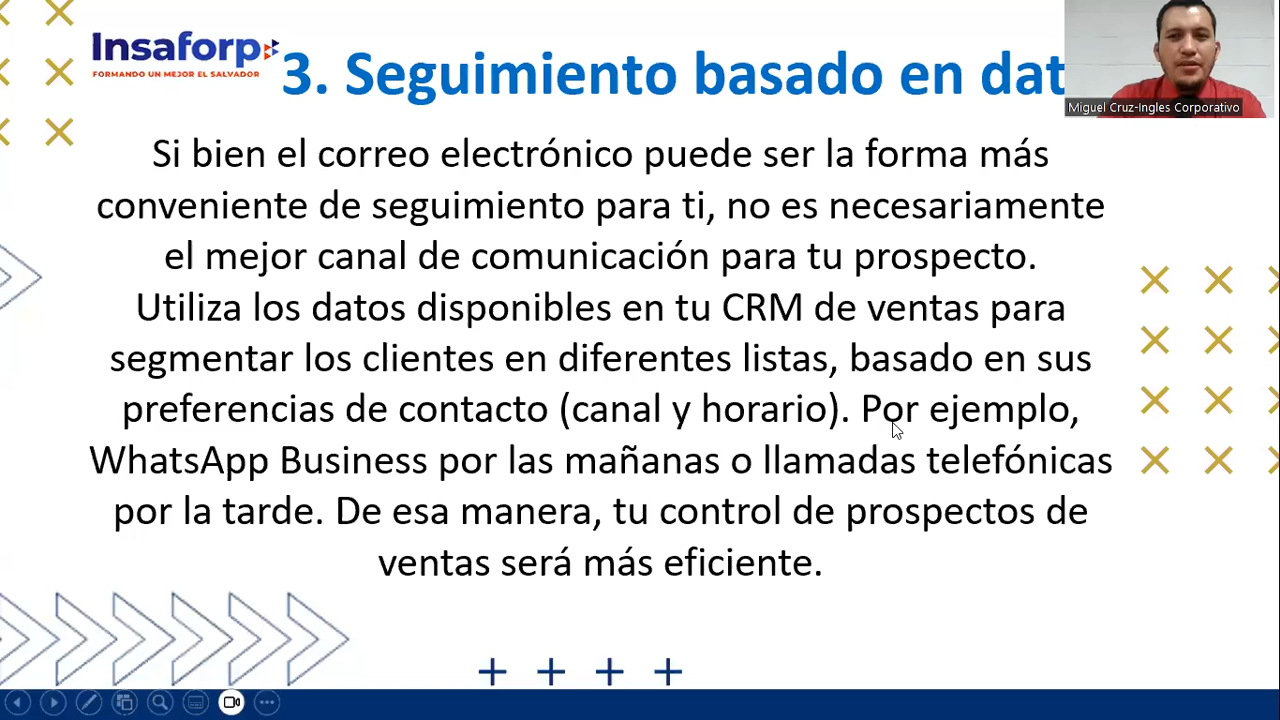 Insaforp
FORMANDO UN MEJOR EL SALVADOR
3. Seguimiento basado en dat
Miguel Cruz-Ingles Corporativo
Si bien el correo electrónico puede ser la forma más
conveniente de seguimiento para ti, no es necesariamente
el mejor canal de comunicación para tu prospecto.
Utiliza los datos disponibles en tu CRM de ventas para
segmentar los clientes en diferentes listas, basado en sus
preferencias de contacto (canal y horario). Por ejemplo,
WhatsApp Business por las mañanas o llamadas telefónicas
por la tarde. De esa manera, tu control de prospectos de
ventas será más eficiente.